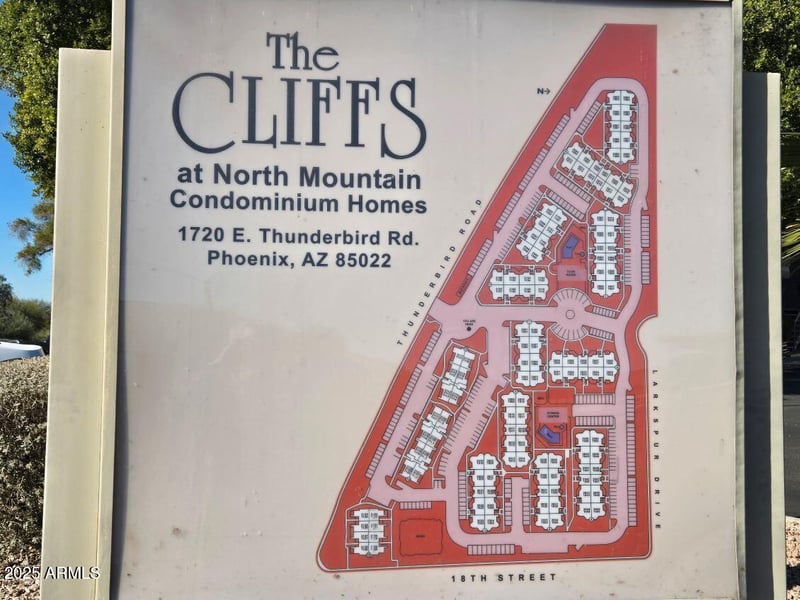 The
CLIFFS
at North Mountain
Condominium Homes
1720 E. Thunderbird Rd.
Phoenix, AZ 85022
N→
THUNDERBIRD ROAD
LARKSPUR DRIVE
18TH STREET
2025 ARMLS